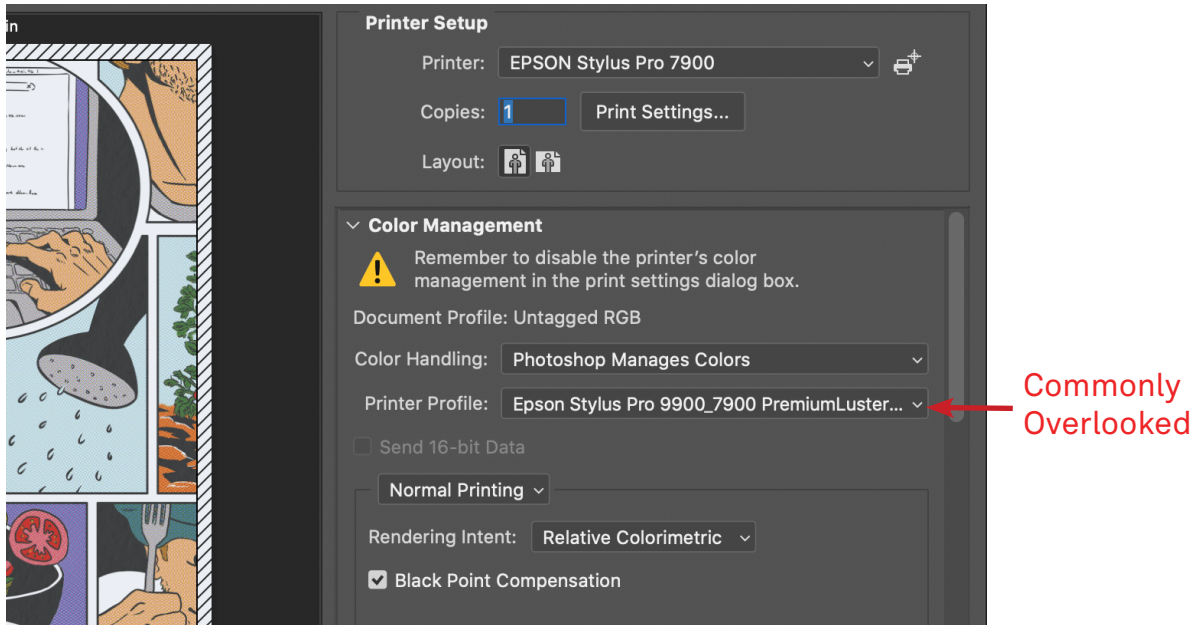 in
Printer Setup
Printer: EPSON Stylus Pro 7900
Copies: 1 Print Settings...
Layout:
Color Management
Remember to disable the printer's color
management in the print settings dialog box.
Document Profile: Untagged RGB
Color Handling: Photoshop Manages Colors
Printer Profile: Epson Stylus Pro 9900_7900 PremiumLuster...
Commonly
Overlooked
Send 16-bit Data
Normal Printing
Rendering Intent: Relative Colorimetric
Black Point Compensation